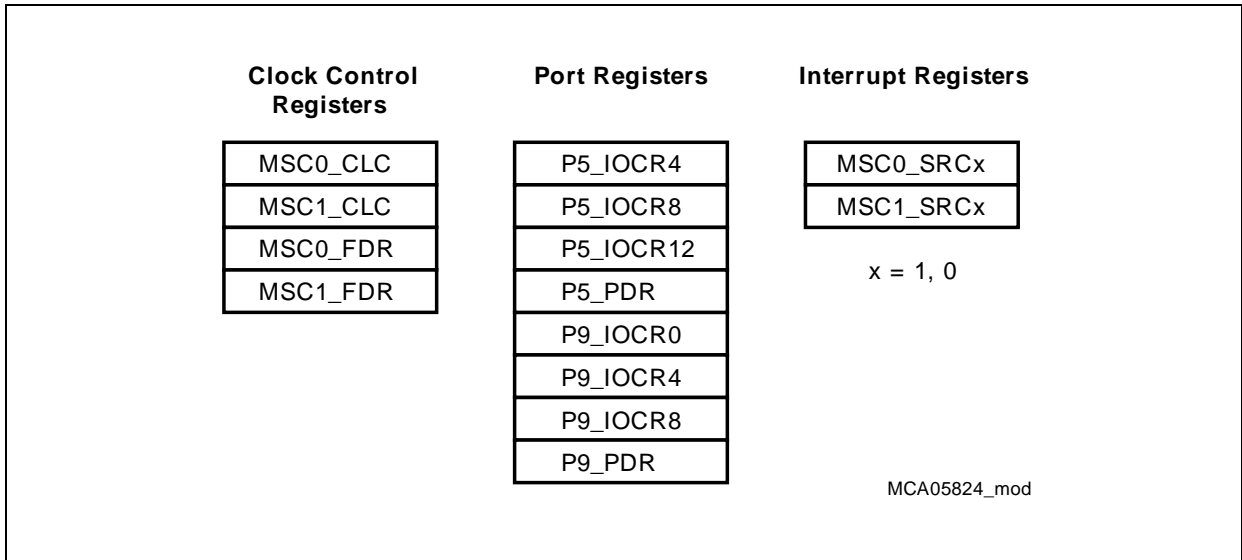 Clock Control
Registers
MSC0_CLC
MSC1_CLC
MSC0_FDR
MSC1_FDR
Port Registers
P5_IOCR4
P5_IOCR8
P5_IOCR12
P5_PDR
P9_IOCR0
P9_IOCR4
P9_IOCR8
P9_PDR
Interrupt Registers
MSC0_SRCx
MSC1_SRCx
x = 1, 0
MCA05824_mod